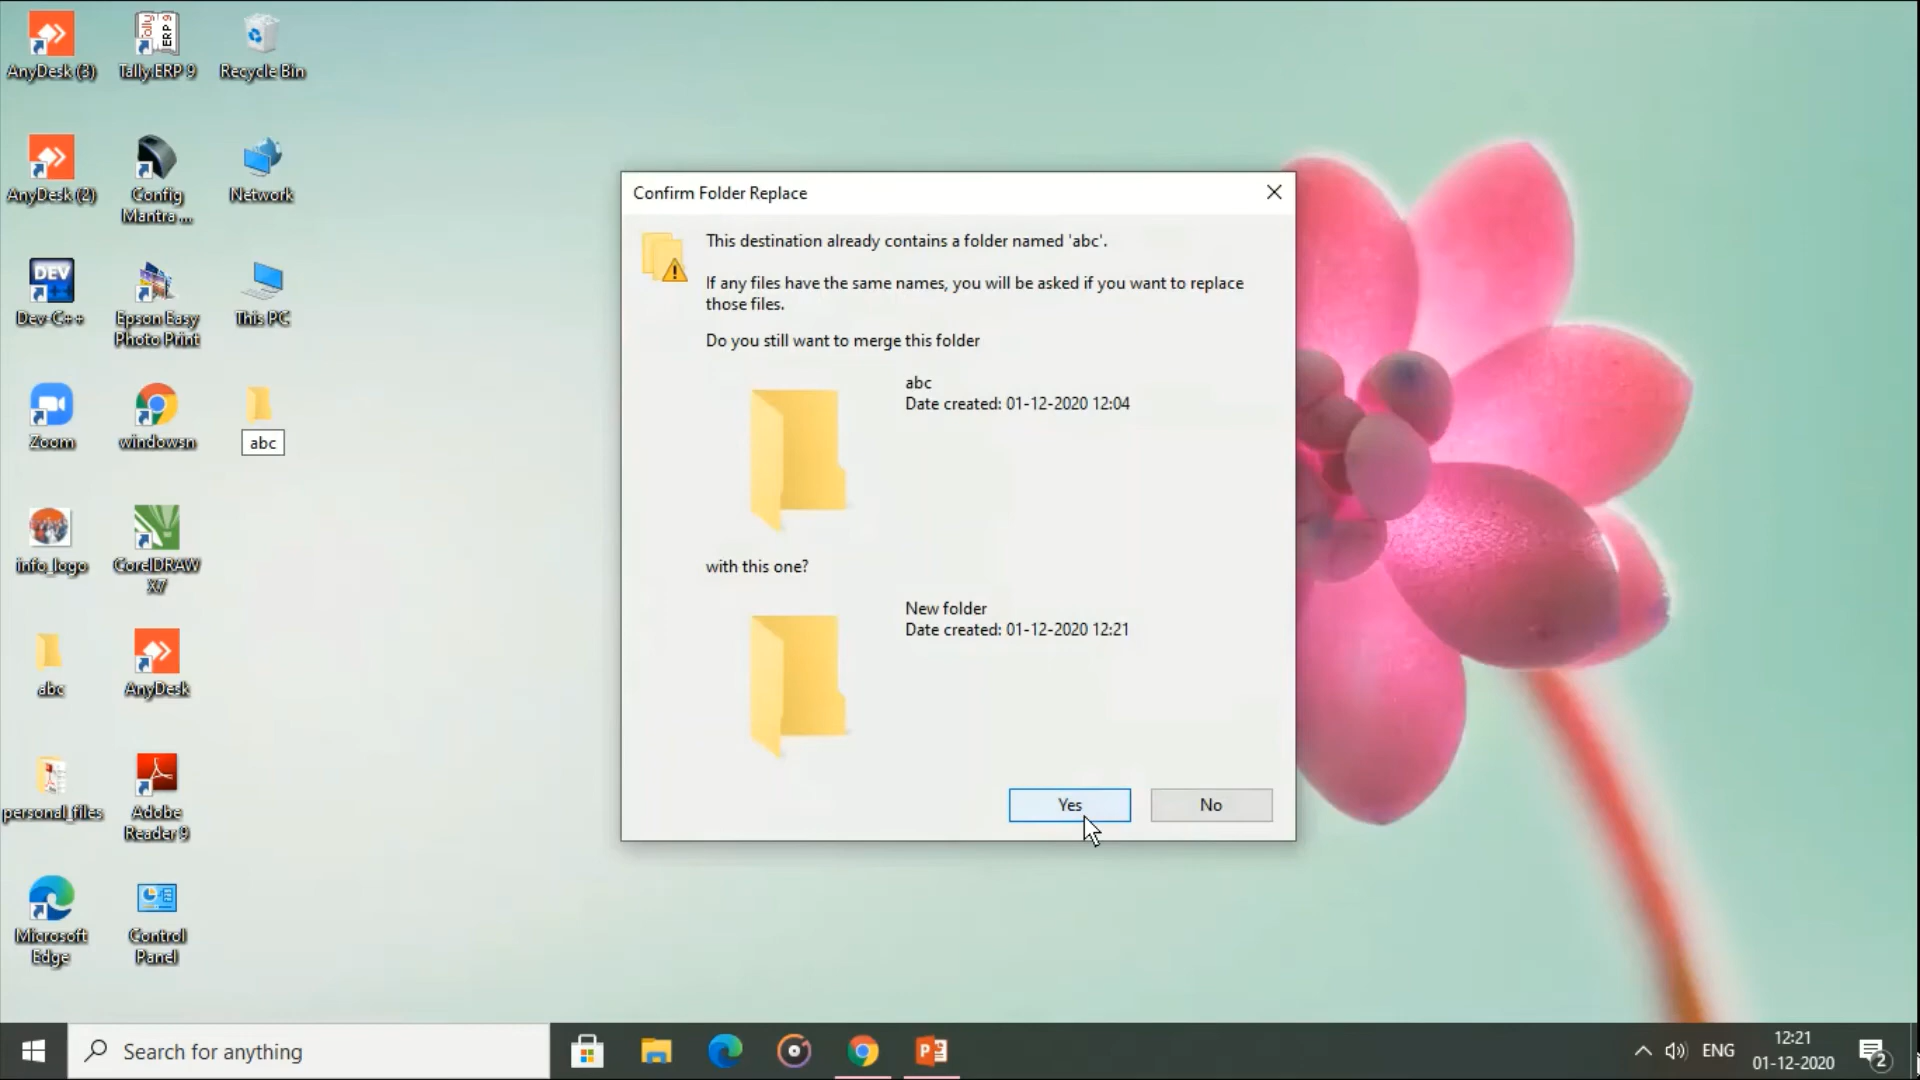 AnyDesk (3)
Tally.ERP 9
Recycle Bin
AnyDesk (2)
Config
Mantra ...
Network
DEV
Dev-C++
Epson Easy
Photo Print
This PC
Zoom
windowsn
abc
info_logo
CorelDRAW
X7
abc
AnyDesk
personal_files
Adobe
Reader 9
Microsoft
Edge
Control
Panel
Confirm Folder Replace
This destination already contains a folder named 'abc'.
If any files have the same names, you will be asked if you want to replace
those files.
Do you still want to merge this folder
abc
Date created: 01-12-2020 12:04
with this one?
New folder
Date created: 01-12-2020 12:21
Yes
No
Search for anything
ENG
12:21
01-12-2020
2